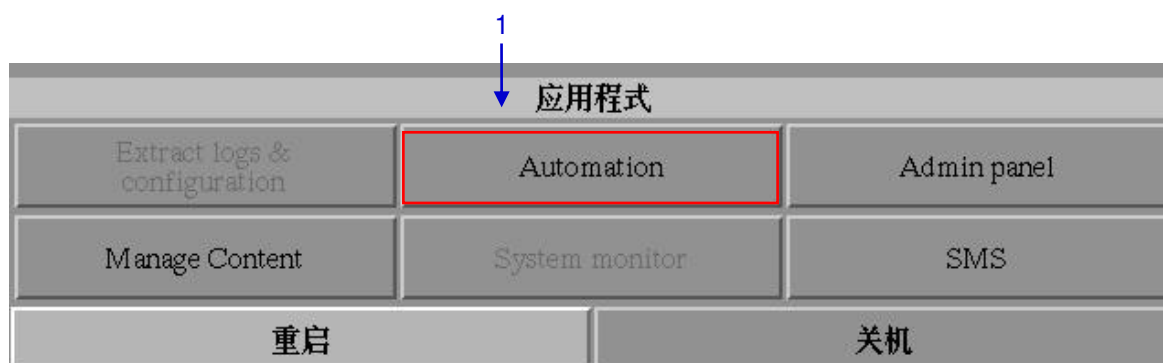 1
应用程式
Extract logs &
configuration
Automation
Admin panel
Manage Content
System monitor
SMS
重启
关机